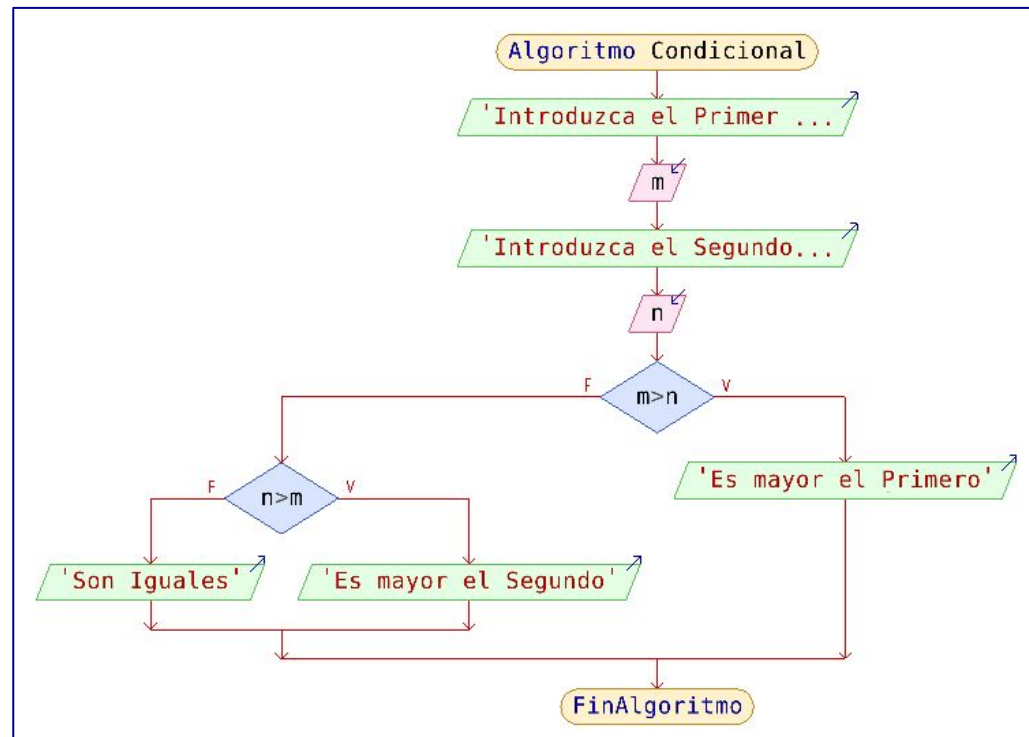 Algoritmo Condicional
'Introduzca el Primer ...
m
'Introduzca el Segundo...
n
F
m>n
V
'Es mayor el Primero'
F
n>m
V
'Son Iguales'
'Es mayor el Segundo'
FinAlgoritmo